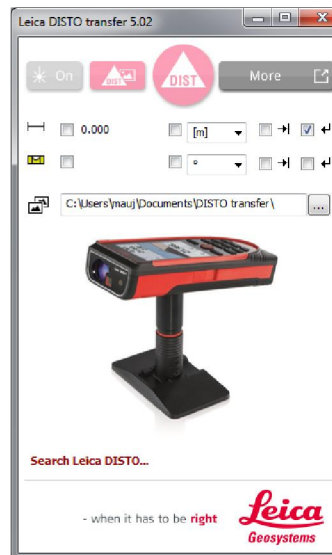 Leica DISTO transfer 5.02
On DIST DIST More
0.000 [m]
°
C:\Users\mauj\Documents\DISTO transfer\ ...
Search Leica DISTO...
- when it has to be right
Leica
Geosystems